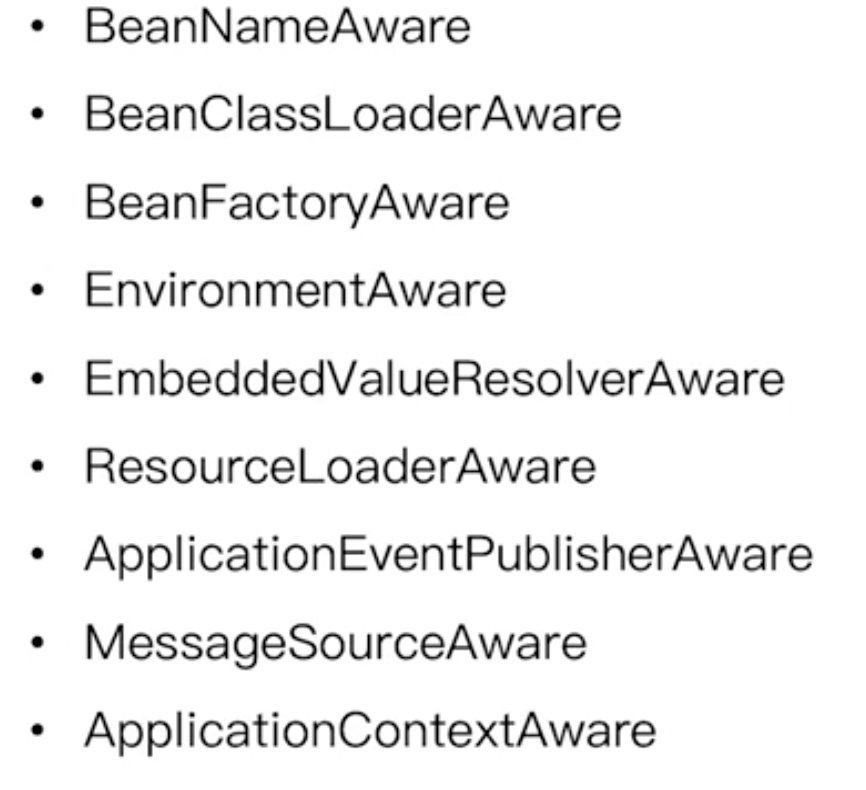 • BeanNameAware
• BeanClassLoaderAware
• BeanFactoryAware
• EnvironmentAware
• EmbeddedValueResolverAware
• ResourceLoaderAware
• ApplicationEventPublisherAware
• MessageSourceAware
• ApplicationContextAware